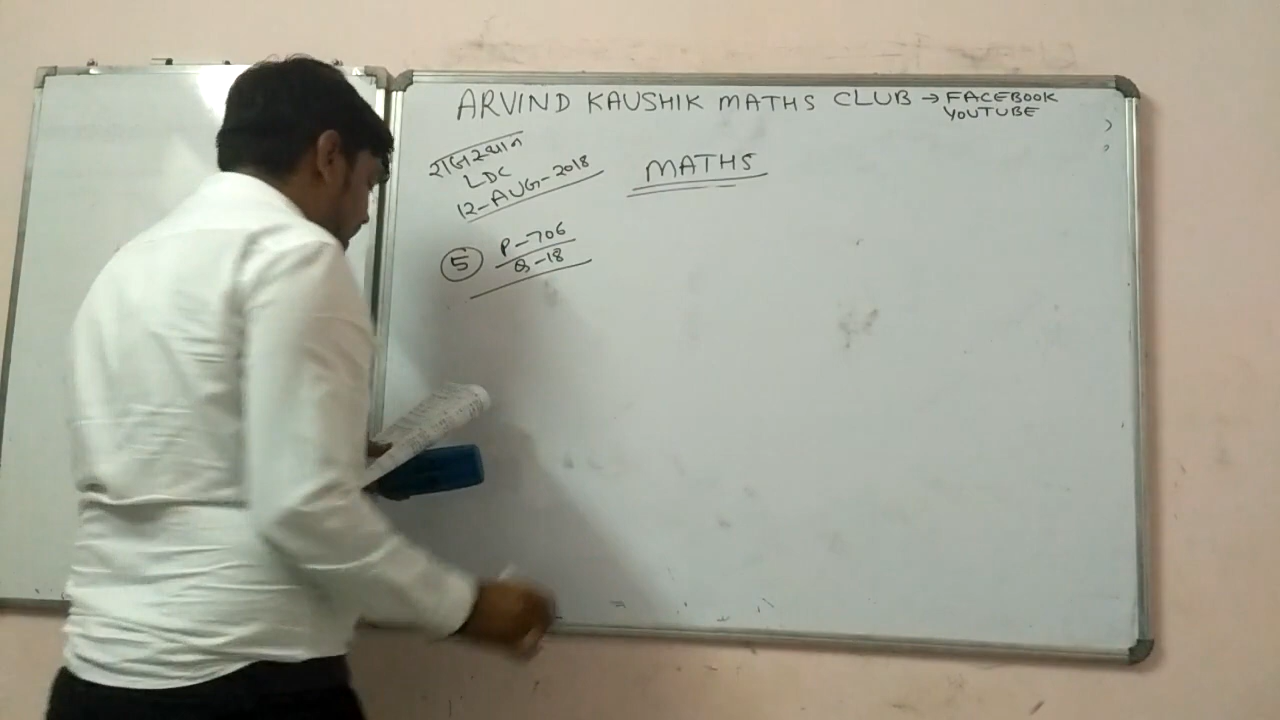 ARVIND KAUSHIK MATHS CLUB → FACEBOOK
YOUTUBE
राजस्थान
LDC
12-AUG-2018
MATHS
5 P-706
Q-18